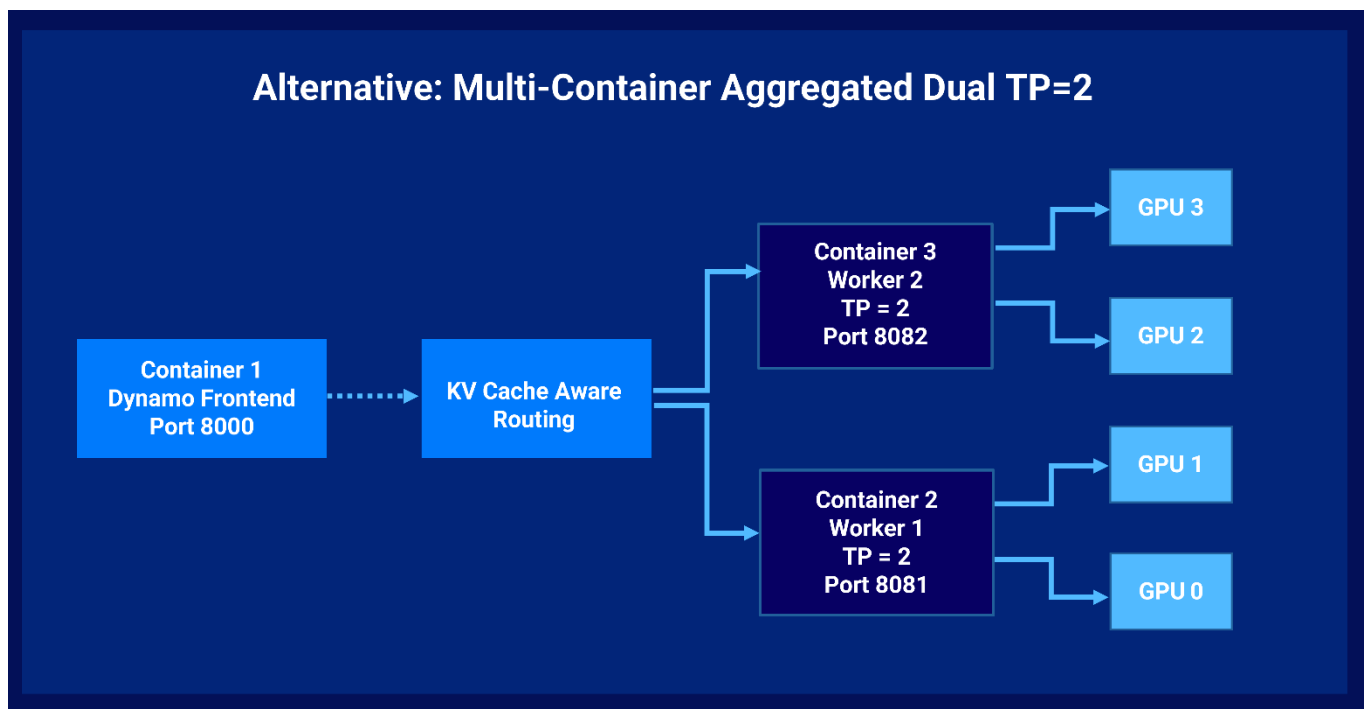 Alternative: Multi-Container Aggregated Dual TP=2
Container 1
Dynamo Frontend
Port 8000
KV Cache Aware
Routing
Container 3
Worker 2
TP = 2
Port 8082
GPU 3
GPU 2
Container 2
Worker 1
TP = 2
Port 8081
GPU 1
GPU 0